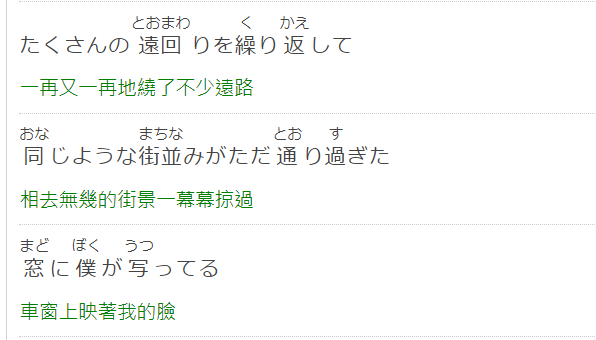 とおまわ く かえ
たくさんの 遠回 りを繰り 返 して
一再又一再地繞了不少遠路
おな まちな とお す
同 じような街並みがただ 通 り過ぎた
相去無幾的街景一幕幕掠過
まど ぼく うつ
窓 に 僕 が 写 ってる
車窗上映著我的臉